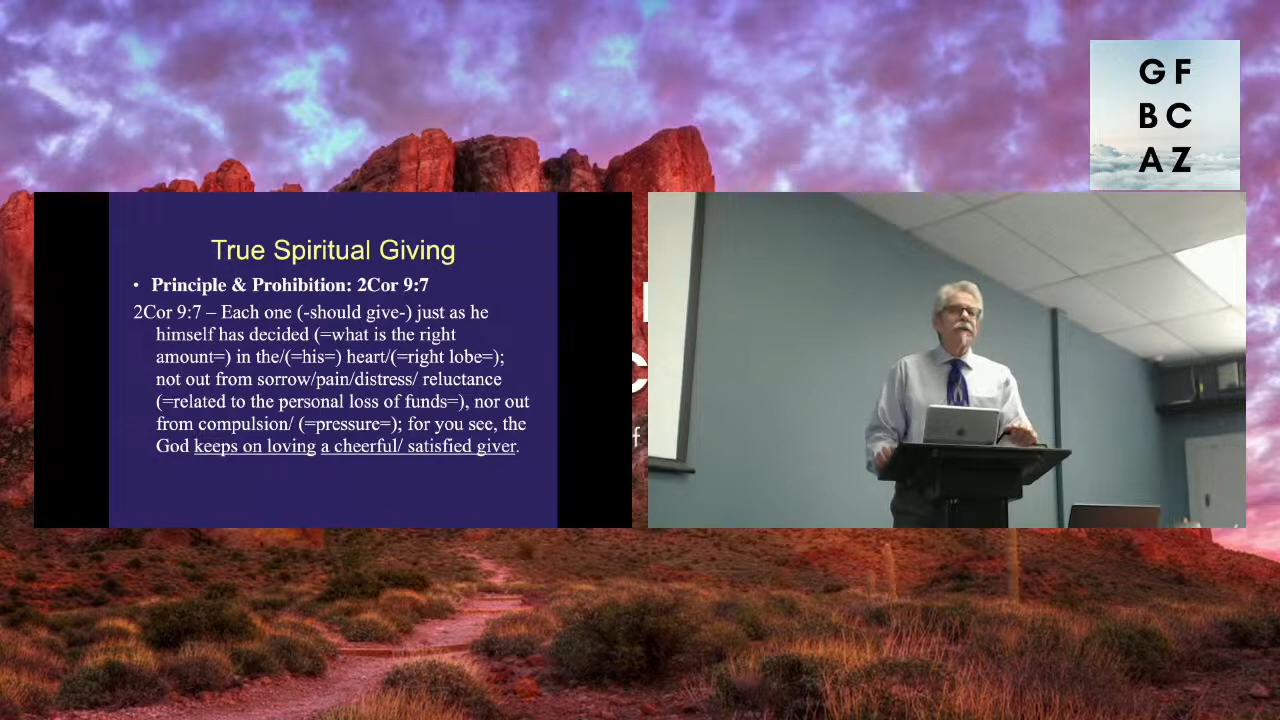 G F
B C
A Z
True Spiritual Giving
• Principle & Prohibition: 2Cor 9:7
2Cor 9:7 – Each one (-should give-) just as he
himself has decided (=what is the right
amount=) in the/(=his=) heart/(=right lobe=);
not out from sorrow/pain/distress/ reluctance
(=related to the personal loss of funds=), nor out
from compulsion/ (=pressure=); for you see, the
God keeps on loving a cheerful/ satisfied giver.